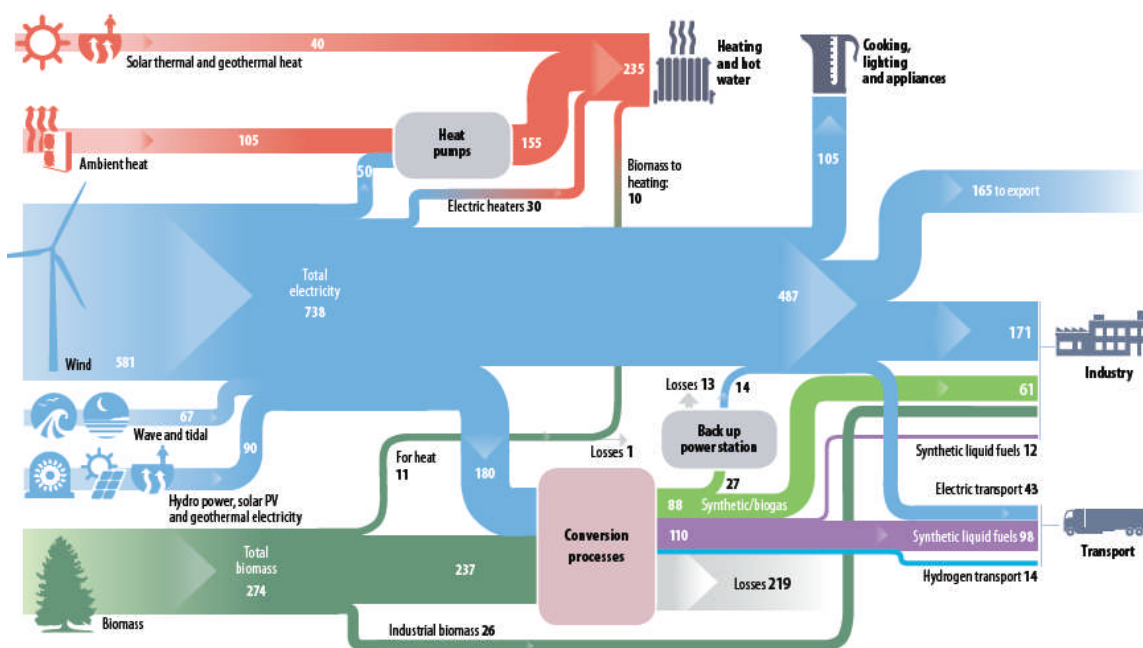 40
Solar thermal and geothermal heat
235
Heating
and hot
water
Cooking,
lighting
and appliances
105
Ambient heat
Heat
pumps
155
50
Electric heaters 30
Biomass to
heating:
10
105
165 to export
Total
electricity
738
487
Wind
581
171
Industry
67
Wave and tidal
90
Hydro power, solar PV
and geothermal electricity
For heat
11
180
Losses 1
Losses 13
14
Back up
power station
27
61
Synthetic liquid fuels 12
Electric transport 43
88
Synthetic/biogas
110
Synthetic liquid fuels 98
Transport
Hydrogen transport 14
Conversion
processes
Total
biomass
274
237
Losses 219
Biomass
Industrial biomass 26